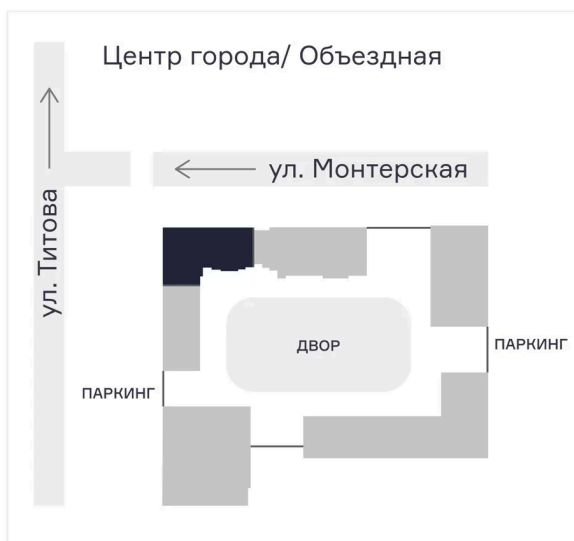 Центр города/ Объездная
ул. Монтерская
ул. Титова
ДВОР
ПАРКИНГ
ПАРКИНГ